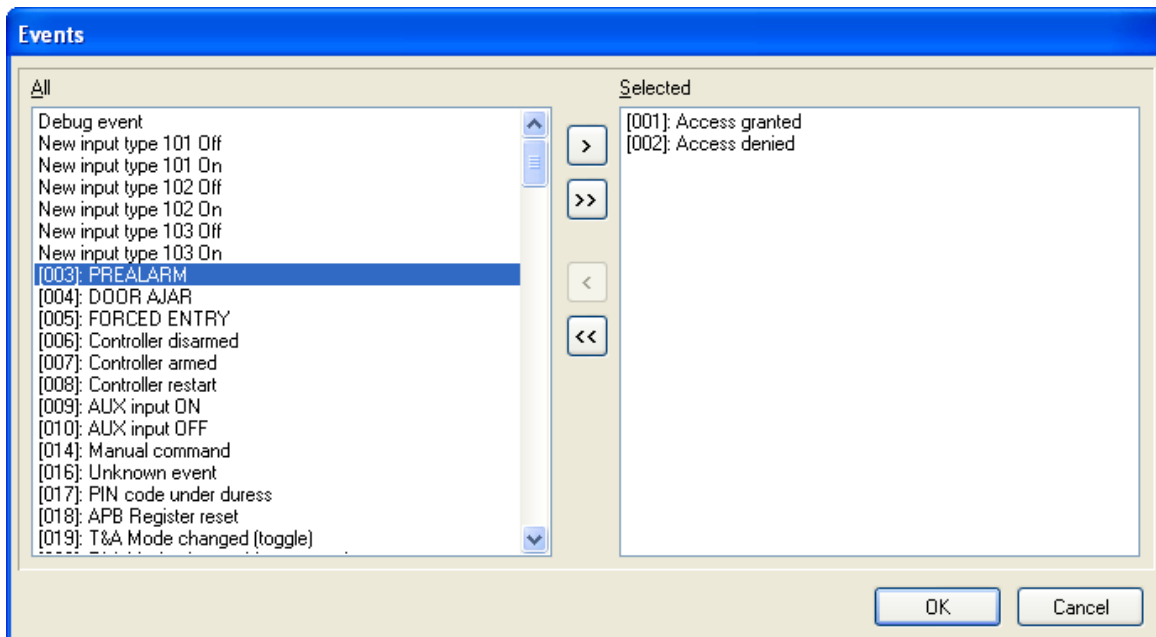 Events
All
Selected
Debug event
New input type 101 Off
New input type 101 On
New input type 102 Off
New input type 102 On
New input type 103 Off
New input type 103 On
[003]: PREALARM
[004]: DOOR AJAR
[005]: FORCED ENTRY
[006]: Controller disarmed
[007]: Controller armed
[008]: Controller restart
[009]: AUX input ON
[010]: AUX input OFF
[014]: Manual command
[016]: Unknown event
[017]: PIN code under duress
[018]: APB Register reset
[019]: T&A Mode changed (toggle)
>
>>
<
<<
[001]: Access granted
[002]: Access denied
OK
Cancel